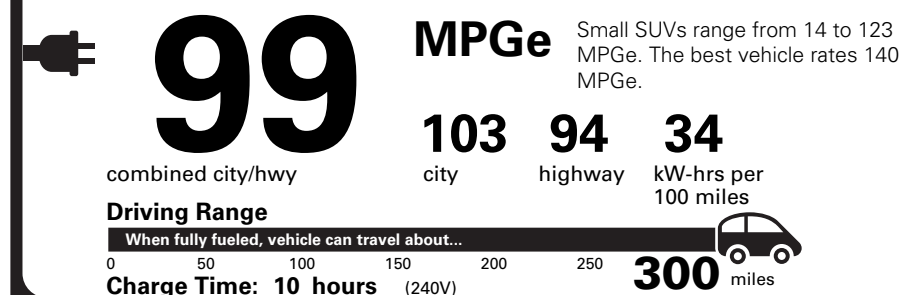 99
MPGe
Small SUVs range from 14 to 123
MPGe. The best vehicle rates 140
MPGe.
103 94 34
combined city/hwy city highway kW-hrs per
100 miles
Driving Range
When fully fueled, vehicle can travel about...
0 50 100 150 200 250 300 miles
Charge Time: 10 hours (240V)